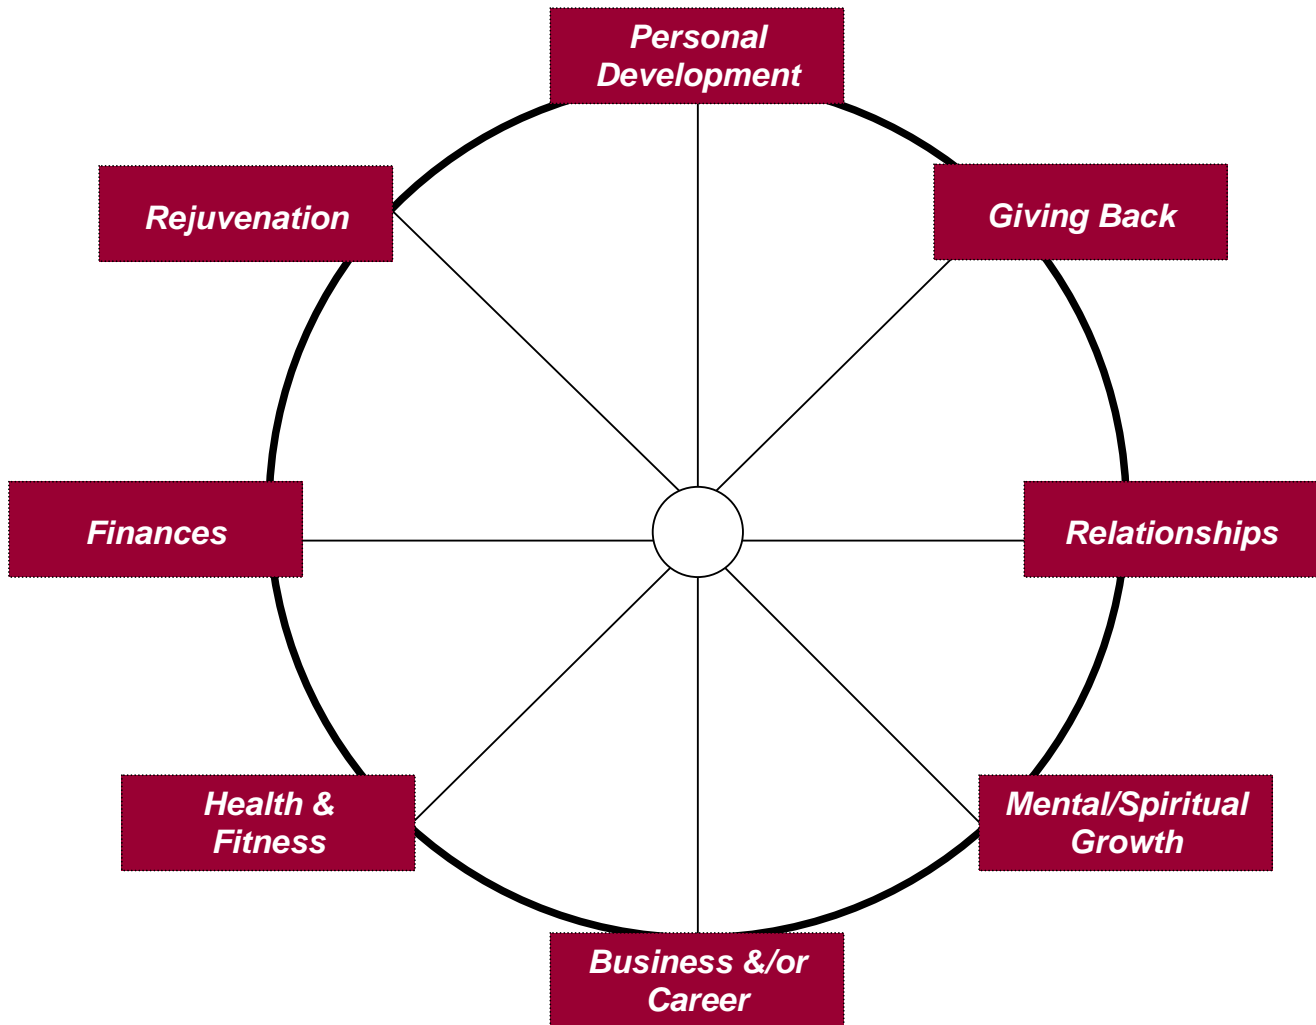 Personal
Development
Rejuvenation
Giving Back
Finances
Relationships
Health &
Fitness
Mental/Spiritual
Growth
Business &/or
Career